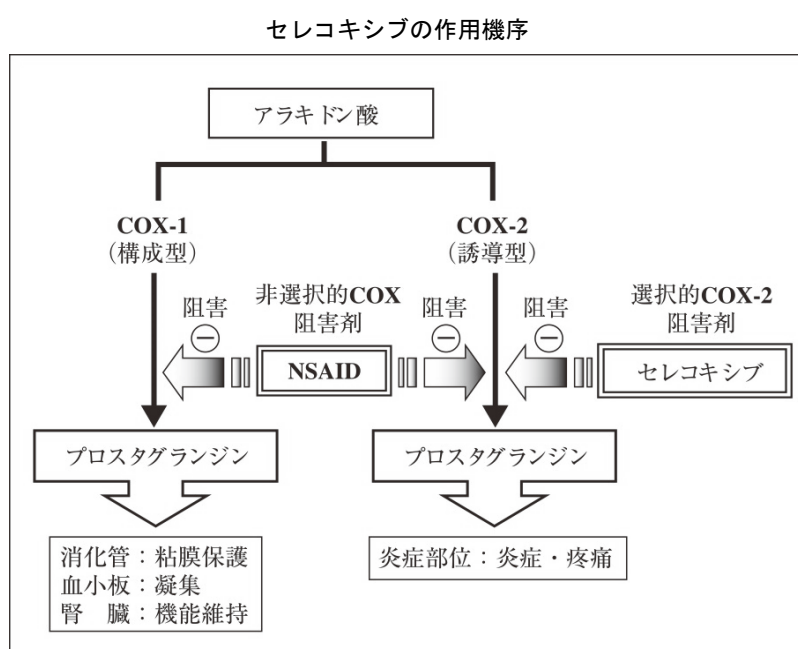 セレコキシブの作用機序
アラキドン酸
COX-1
（構成型）
COX-2
（誘導型）
阻害
非選択的COX
阻害剤
阻害
阻害
選択的COX-2
阻害剤
NSAID
セレコキシブ
プロスタグランジン
プロスタグランジン
消化管：粘膜保護
血小板：凝集
腎　臓：機能維持
炎症部位：炎症・疼痛